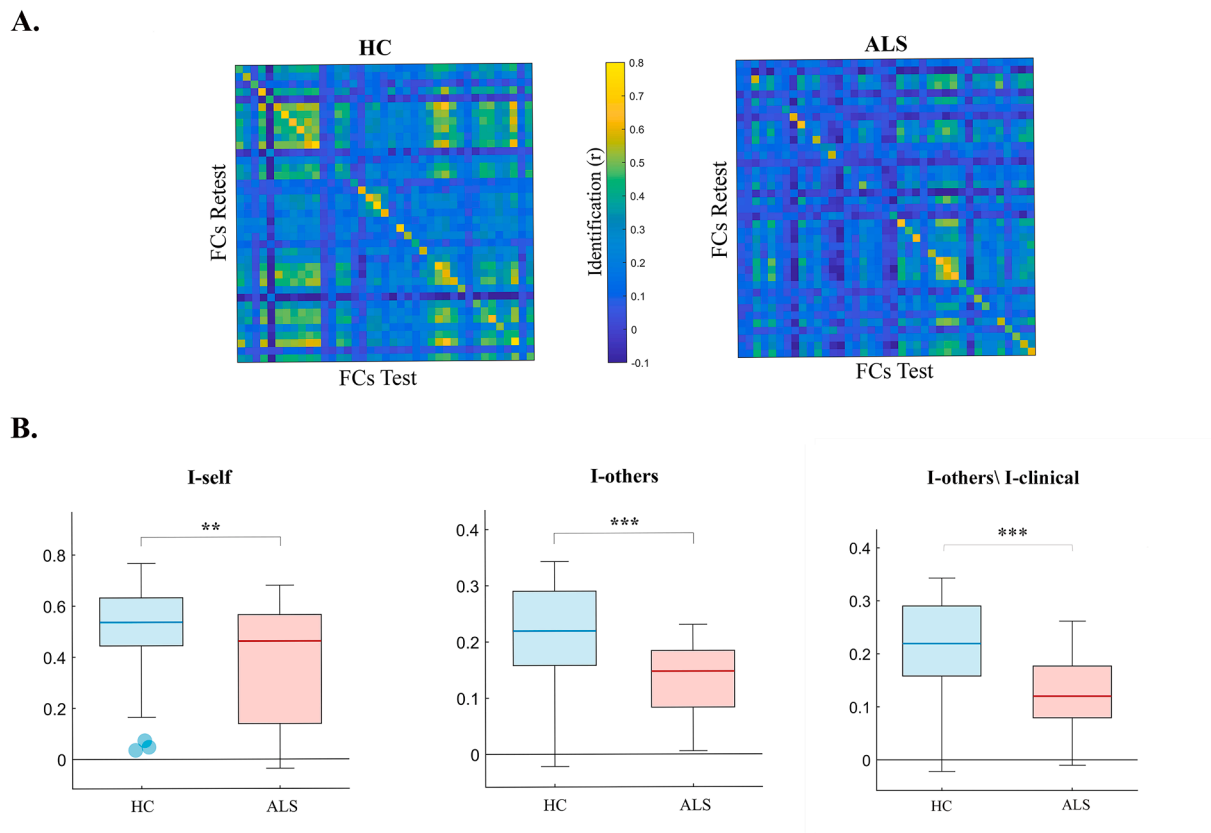 A.
HC
ALS
FCs Retest
FCs Test
0.8
0.7
0.6
0.5
0.4
0.3
0.2
0.1
0
-0.1
Identification (r)
FCs Retest
FCs Test
B.
I-self
**
0.8
0.6
0.4
0.2
0
HC
ALS
I-others
***
0.4
0.3
0.2
0.1
0
HC
ALS
I-others\ I-clinical
***
0.4
0.3
0.2
0.1
0
HC
ALS